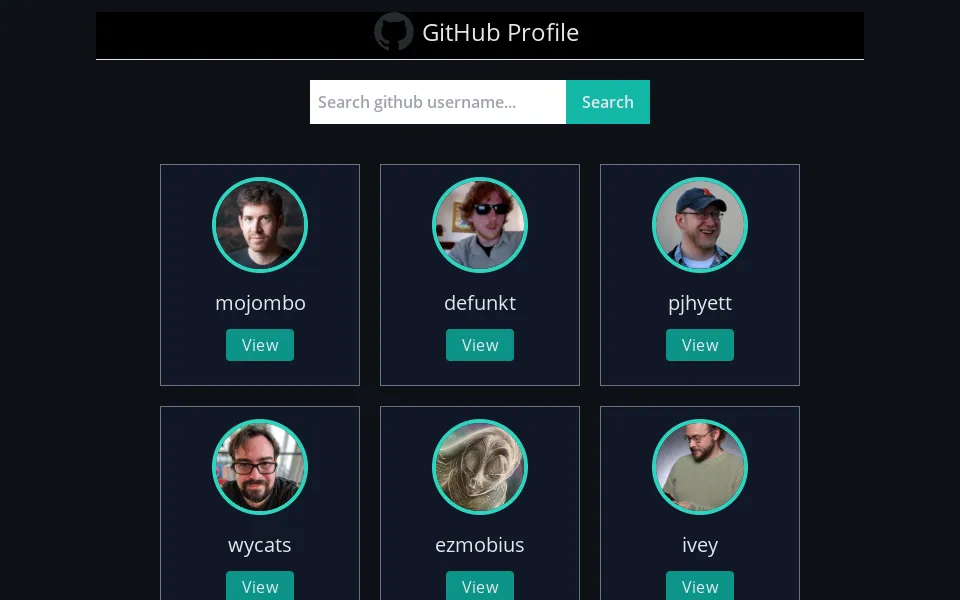 GitHub Profile
Search github username...
Search
mojombo
defunkt
pjhyett
View
View
View
wycats
ezmobius
ivey
View
View
View